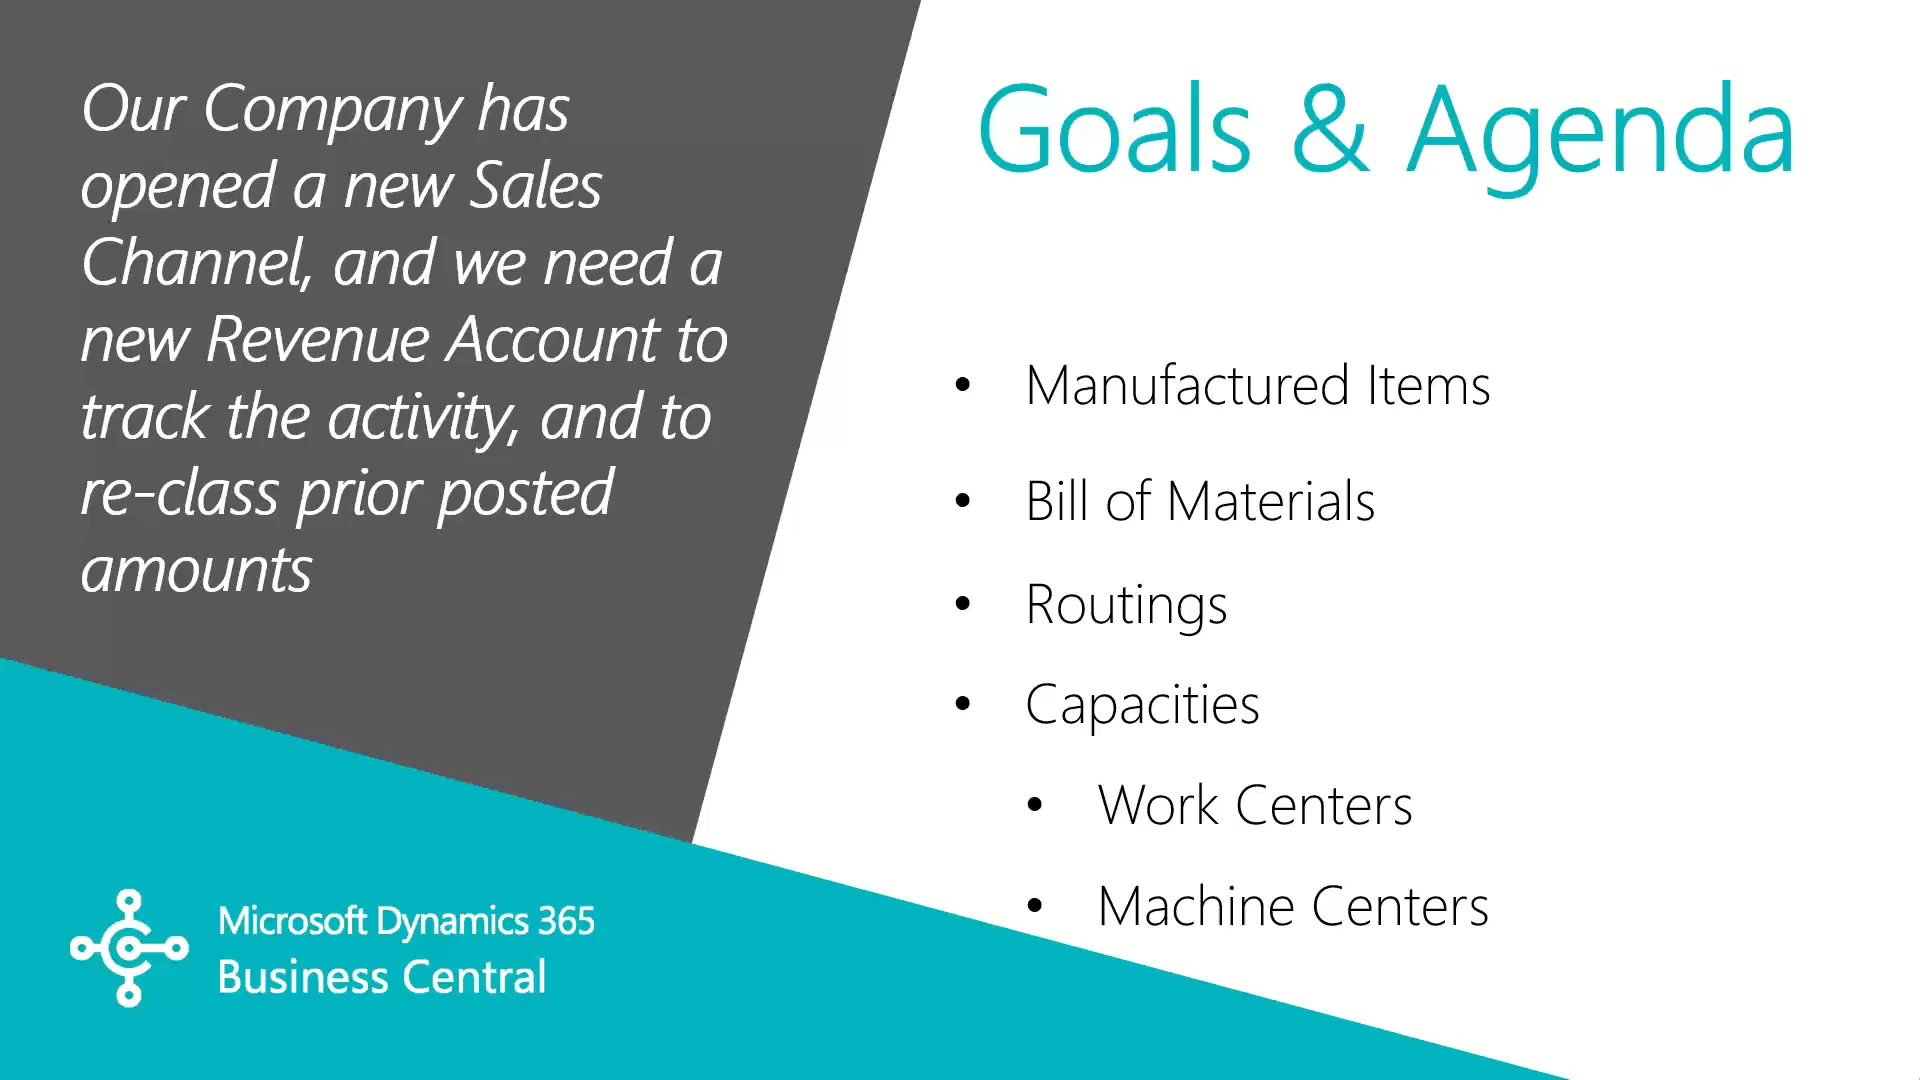 Our Company has
opened a new Sales
Channel, and we need a
new Revenue Account to
track the activity, and to
re-class prior posted
amounts
Microsoft Dynamics 365
Business Central
Goals & Agenda
• Manufactured Items
• Bill of Materials
• Routings
• Capacities
• Work Centers
• Machine Centers